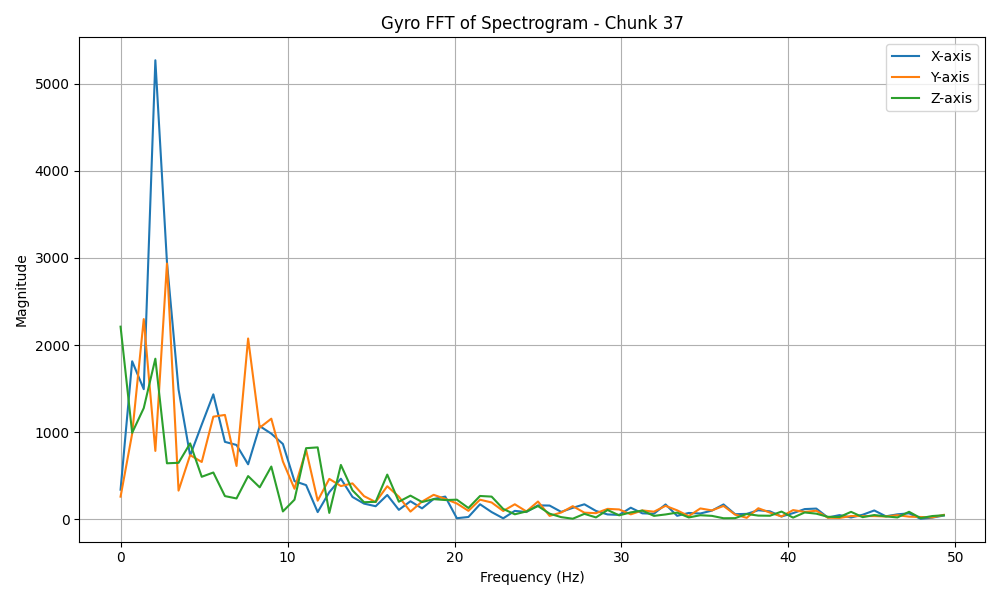 Gyro FFT of Spectrogram - Chunk 37
X-axis
Y-axis
Z-axis
Magnitude
5000
4000
3000
2000
1000
0
0 10 20 30 40 50
Frequency (Hz)